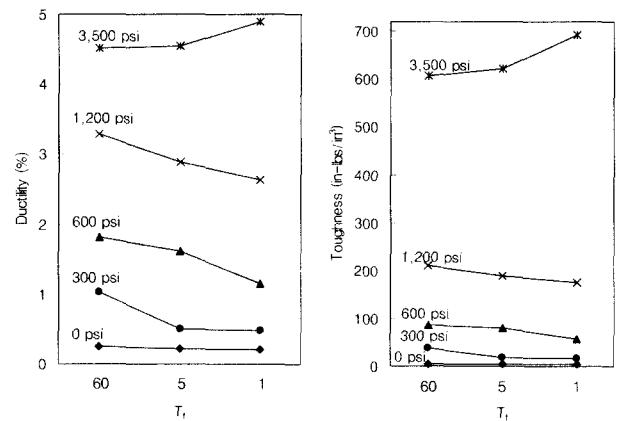 5
4
3
2
1
0
Ductility (%)
3,500 psi
1,200 psi
600 psi
300 psi
0 psi
60 5 1
Tf
700
600
500
400
300
200
100
0
Toughness (in-lbs/in³)
3,500 psi
1,200 psi
600 psi
300 psi
0 psi
60 5 1
Tf